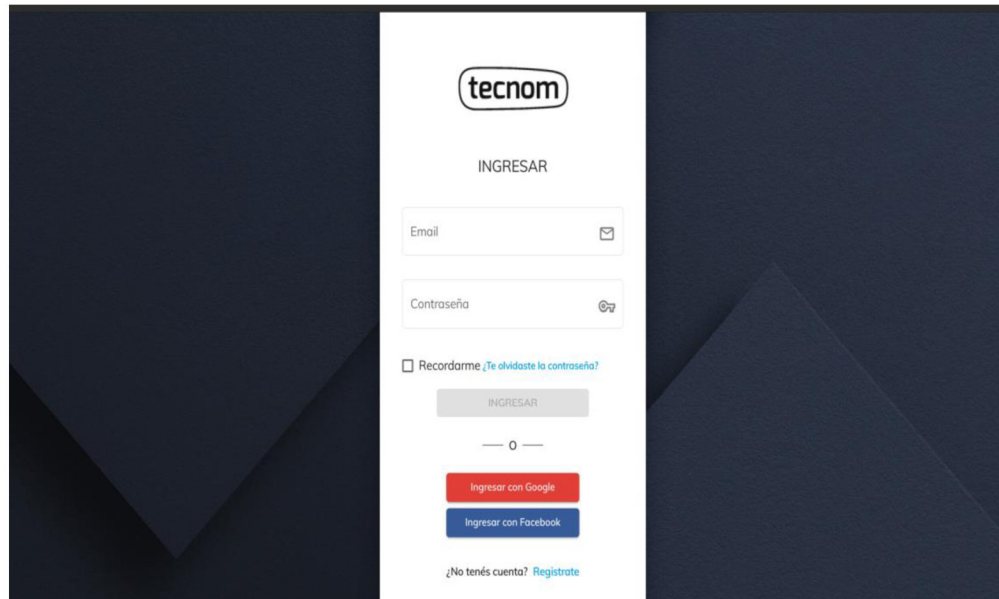 tecnom
INGRESAR
Email
Contraseña
Recordarme ¿Te olvidaste la contraseña?
INGRESAR
O
Ingresar con Google
Ingresar con Facebook
¿No tenés cuenta? Registrate